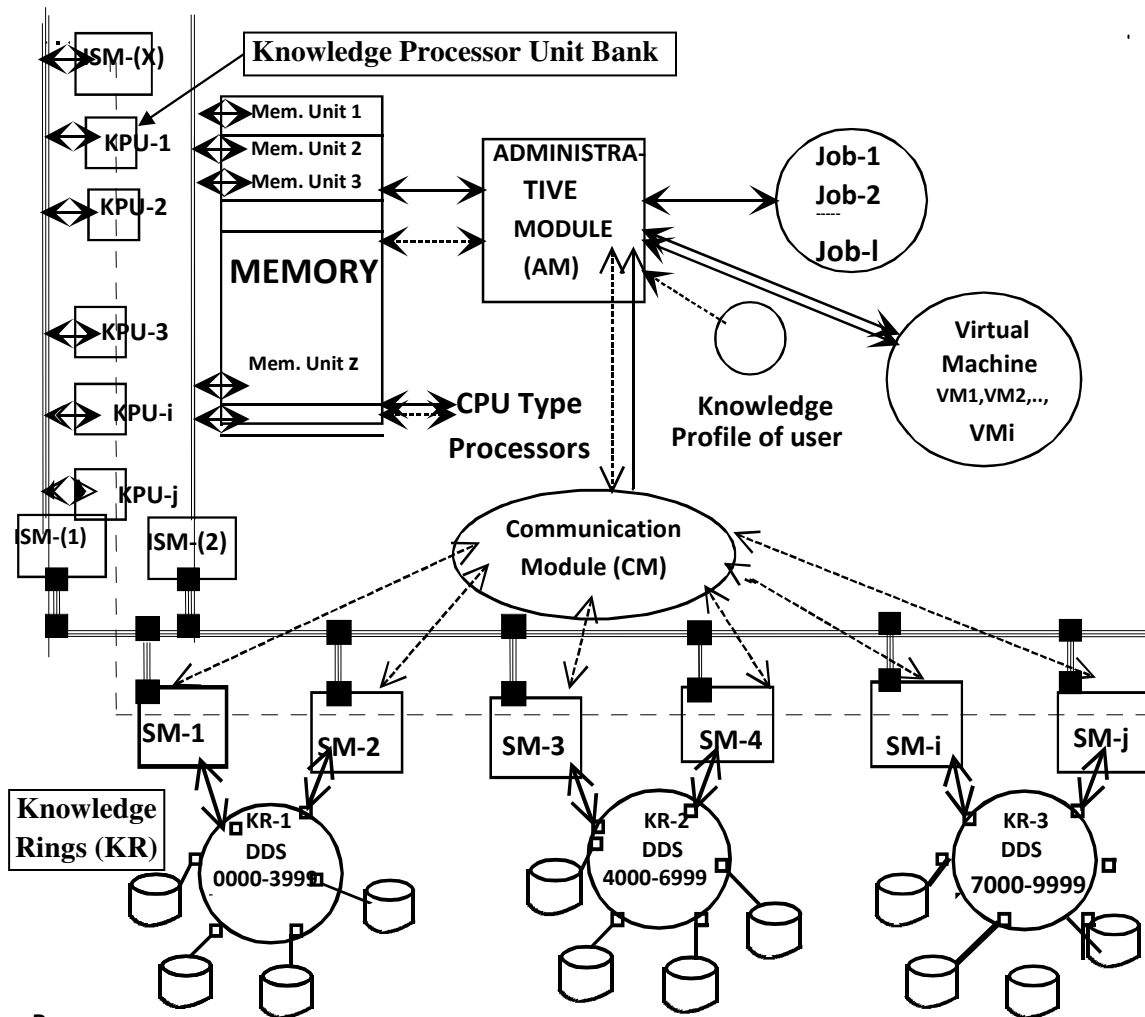 Knowledge Processor Unit Bank
ISM-(X)
KPU-1
KPU-2
KPU-3
KPU-i
KPU-j
ISM-(1)
ISM-(2)
Mem. Unit 1
Mem. Unit 2
Mem. Unit 3
MEMORY
Mem. Unit z
CPU Type
Processors
ADMINISTRA-
TIVE
MODULE
(AM)
Job-1
Job-2
-----
Job-l
Virtual
Machine
VM1,VM2,..,
VMi
Knowledge
Profile of user
Communication
Module (CM)
SM-1
SM-2
SM-3
SM-4
SM-i
SM-j
Knowledge
Rings (KR)
KR-1
DDS
0000-3999
KR-2
DDS
4000-6999
KR-3
DDS
7000-9999